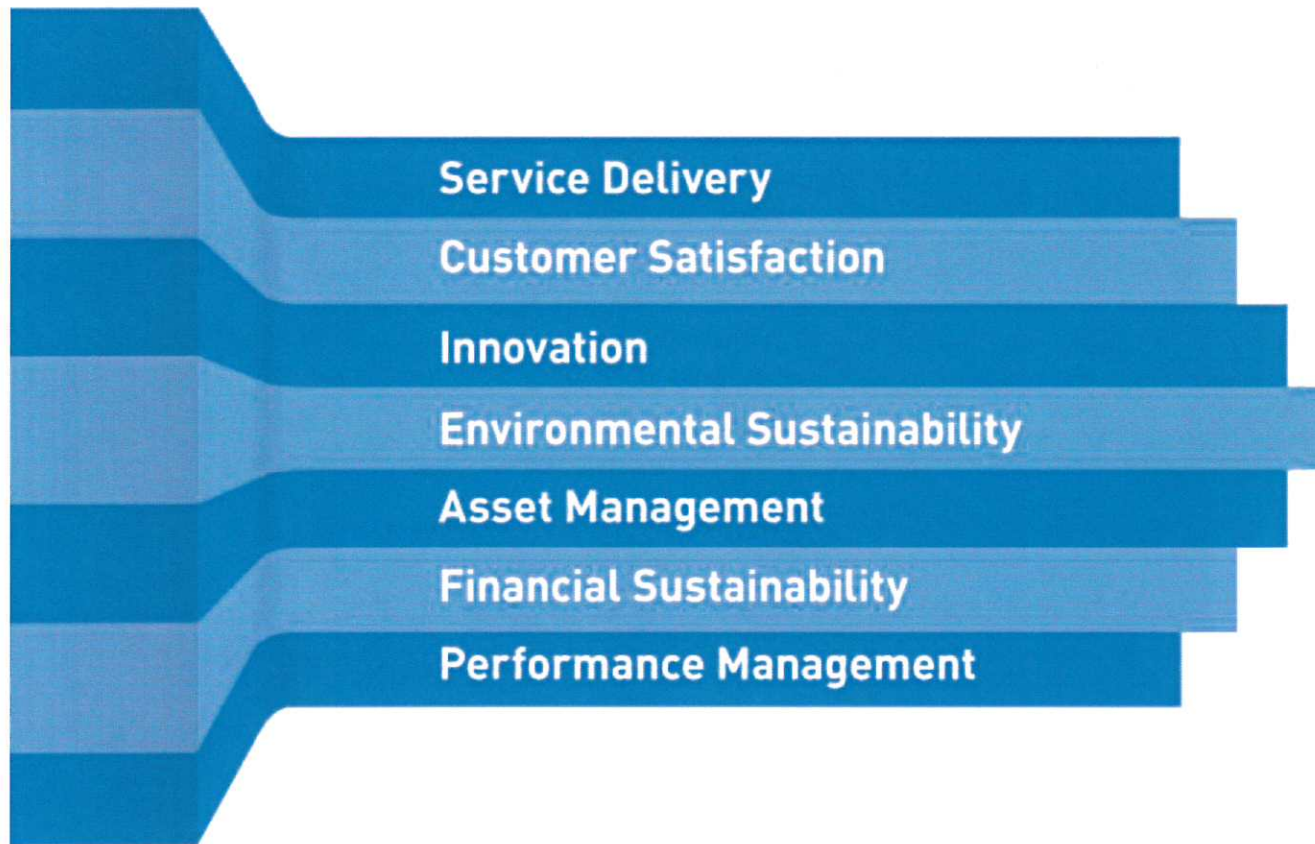 Service Delivery
Customer Satisfaction
Innovation
Environmental Sustainability
Asset Management
Financial Sustainability
Performance Management